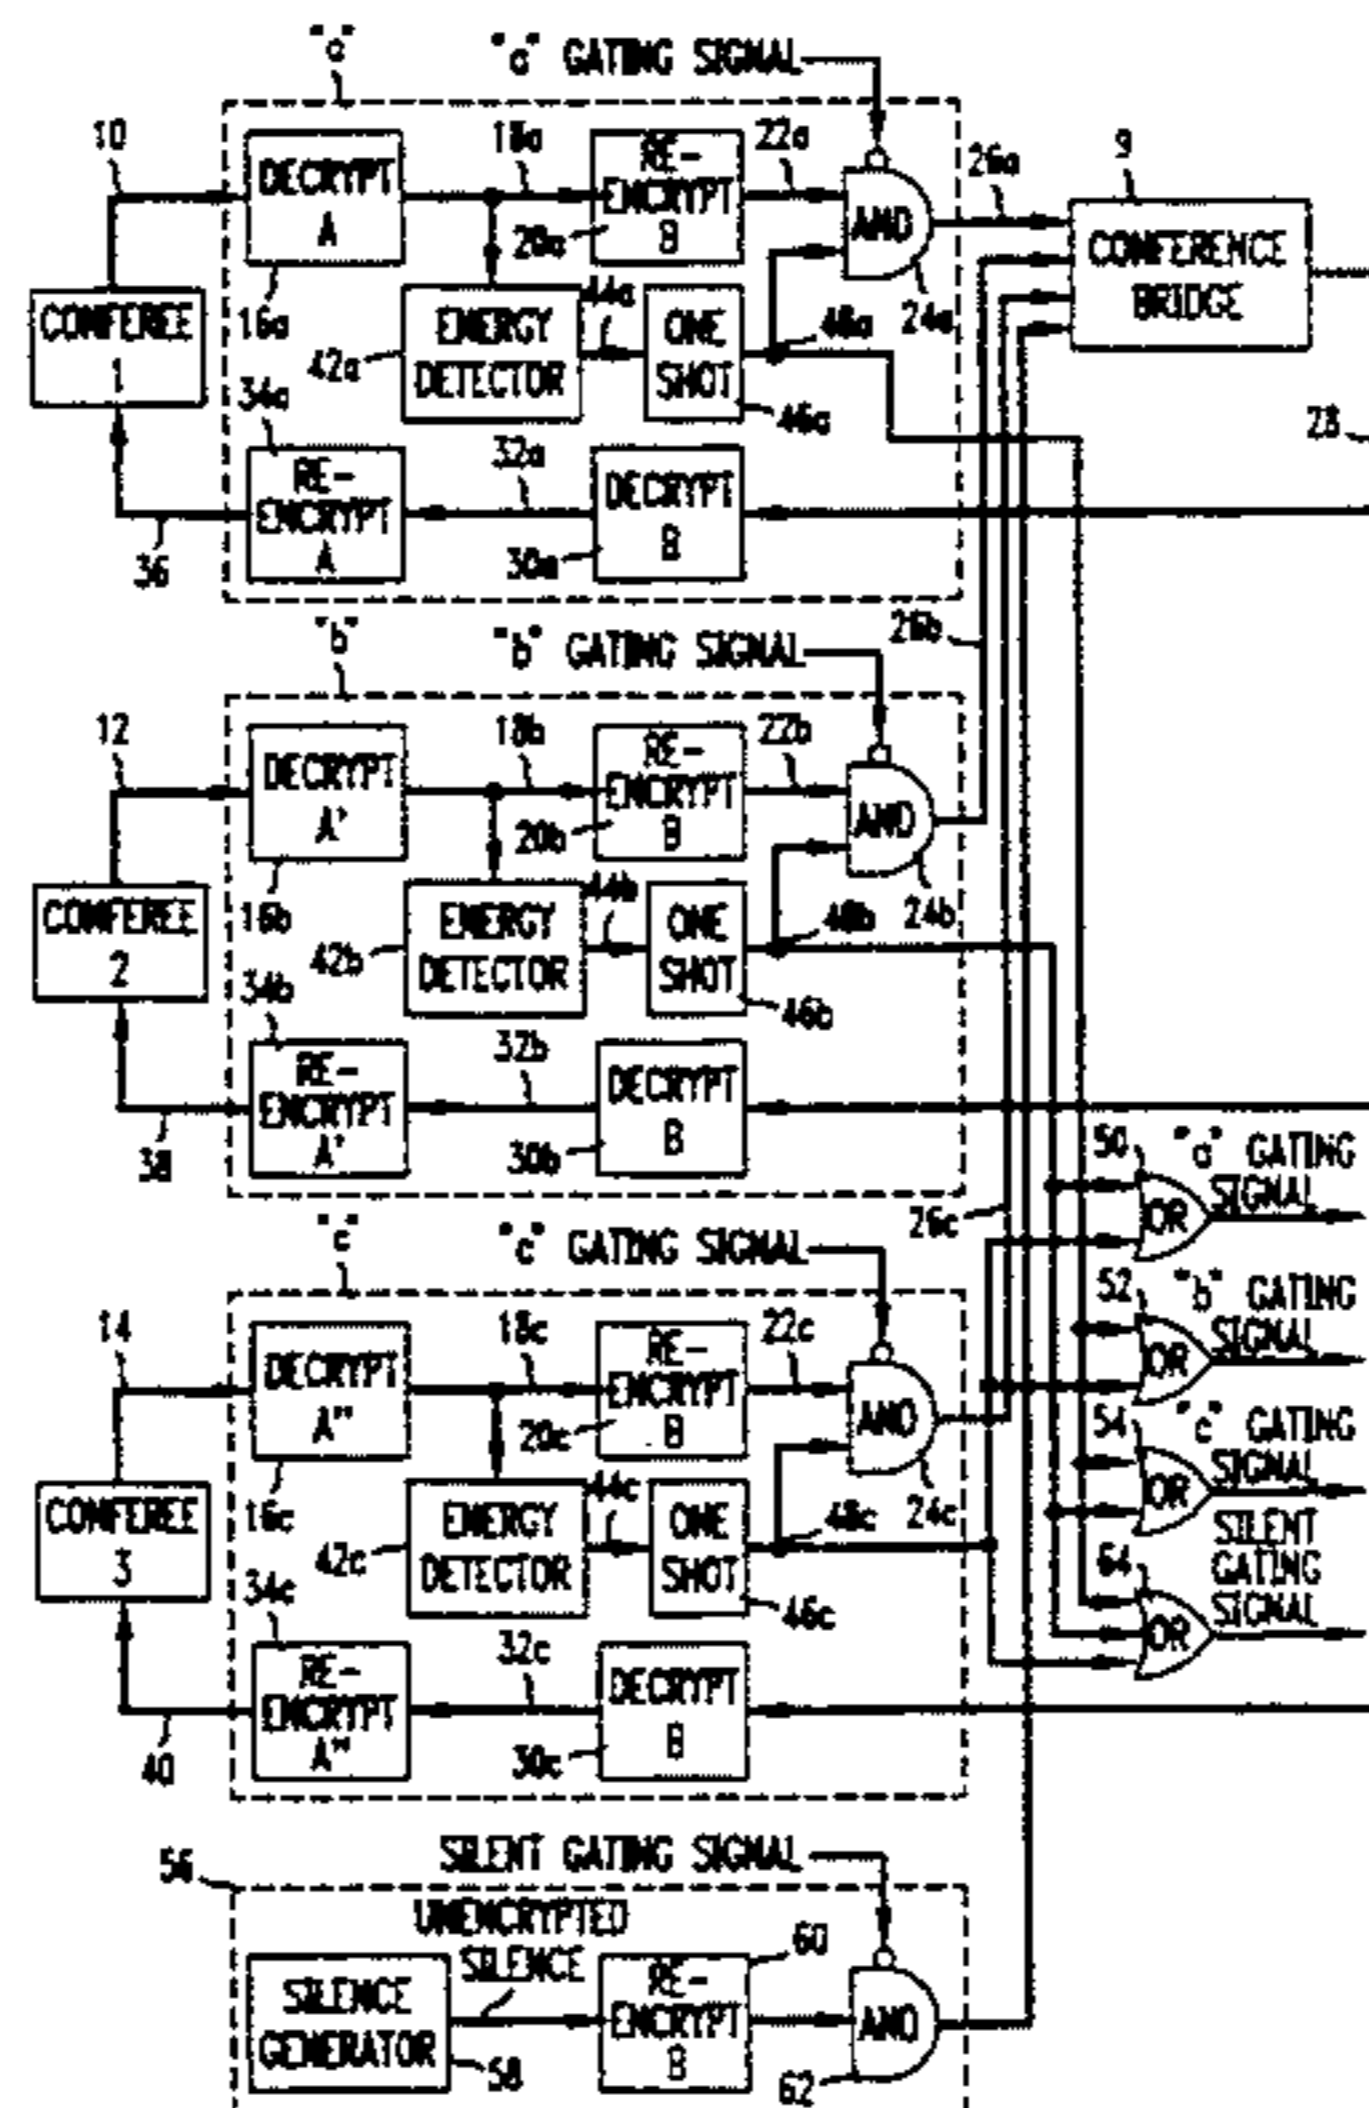 "a"
"a" GATING SIGNAL
10
DECRYPT
A
18a
RE-
ENCRYPT
B
20a
22a
AND
26a
9
CONFERENCE
BRIDGE
CONFEREE
1
16a
42a
ENERGY
DETECTOR
44a
ONE
SHOT
48a
24a
46a
28
34a
RE-
ENCRYPT
A
32a
DECRYPT
B
30a
36
"b"
"b" GATING SIGNAL
26b
12
DECRYPT
A'
18b
RE-
ENCRYPT
B
20b
22b
AND
CONFEREE
2
16b
42b
ENERGY
DETECTOR
44b
ONE
SHOT
48b
24b
46b
34b
RE-
ENCRYPT
A'
32b
DECRYPT
B
30b
38
50
"a" GATING
SIGNAL
OR
26c
"c"
"c" GATING SIGNAL
52
"b" GATING
SIGNAL
OR
14
DECRYPT
A"
18c
RE-
ENCRYPT
B
20c
22c
AND
54
"c" GATING
SIGNAL
OR
CONFEREE
3
16c
42c
ENERGY
DETECTOR
44c
ONE
SHOT
48c
24c
46c
SILENT
GATING
SIGNAL
64
OR
34c
RE-
ENCRYPT
A"
32c
DECRYPT
B
30c
40
SILENT GATING SIGNAL
56
UNENCRYPTED
SILENCE
60
SILENCE
GENERATOR
58
RE-
ENCRYPT
B
AND
62